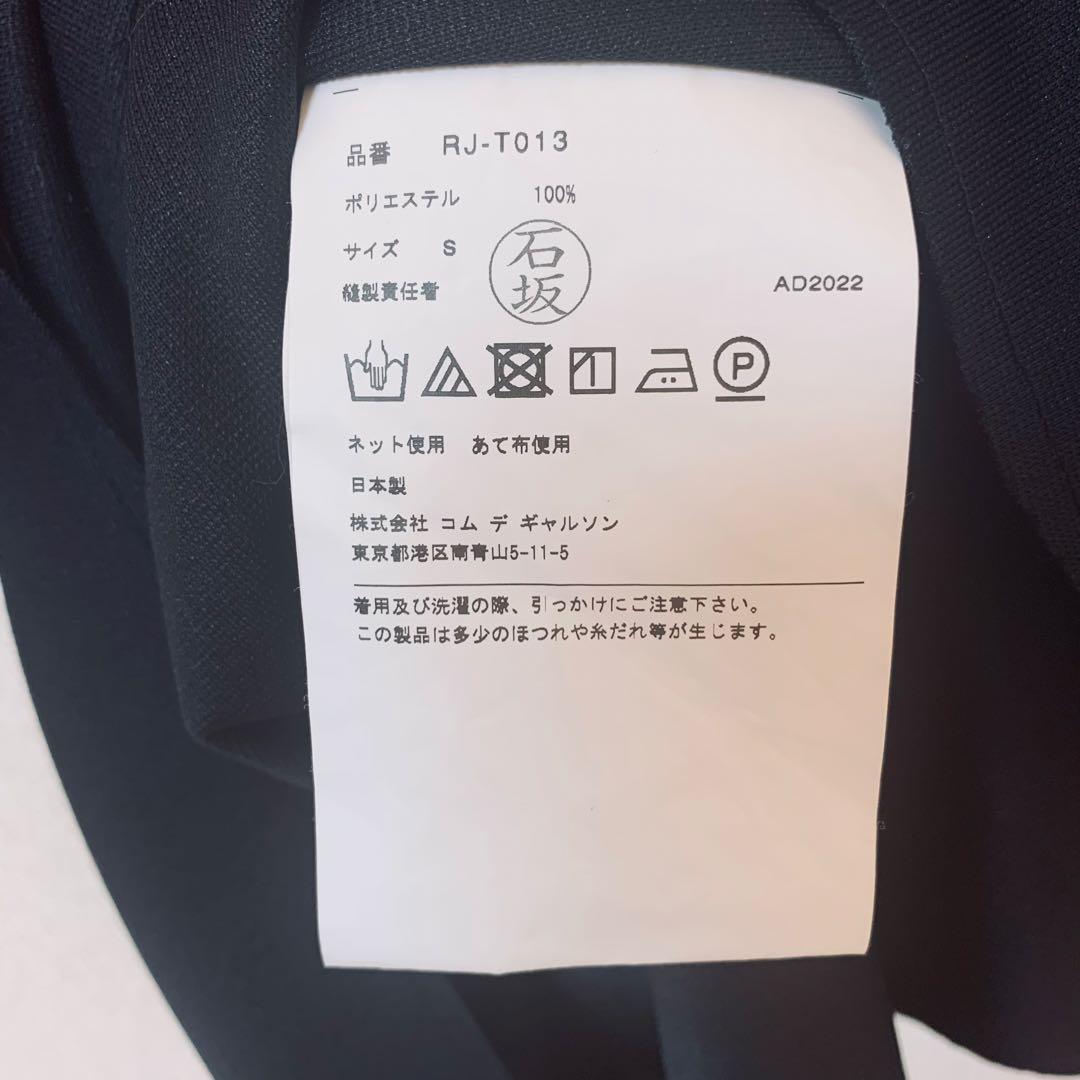 品番 RJ-T013
ポリエステル 100%
サイズ S
縫製責任者 石坂
AD2022
P
ネット使用 あて布使用
日本製
株式会社 コム デ ギャルソン
東京都港区南青山5-11-5
着用及び洗濯の際、引っかけにご注意下さい。
この製品は多少のほつれや糸だれ等が生じます。